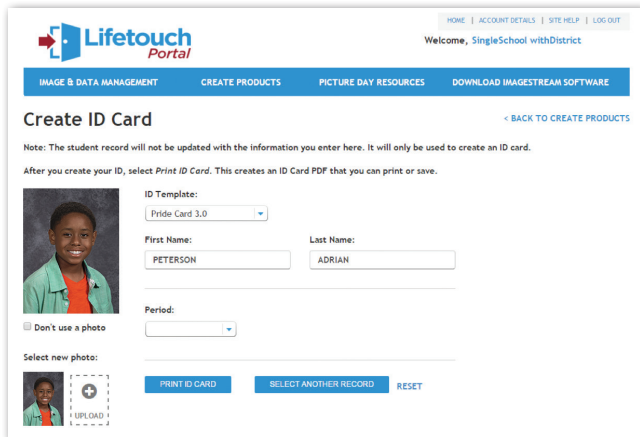 HOME | ACCOUNT DETAILS | SITE HELP | LOG OUT
Lifetouch
Portal
Welcome, SingleSchool withDistrict
IMAGE & DATA MANAGEMENT CREATE PRODUCTS PICTURE DAY RESOURCES DOWNLOAD IMAGESTREAM SOFTWARE
Create ID Card
< BACK TO CREATE PRODUCTS
Note: The student record will not be updated with the information you enter here. It will only be used to create an ID card.
After you create your ID, select Print ID Card. This creates an ID Card PDF that you can print or save.
ID Template:
Pride Card 3.0
First Name: Last Name:
PETERSON ADRIAN
Period:
Don't use a photo
Select new photo:
UPLOAD
PRINT ID CARD SELECT ANOTHER RECORD RESET